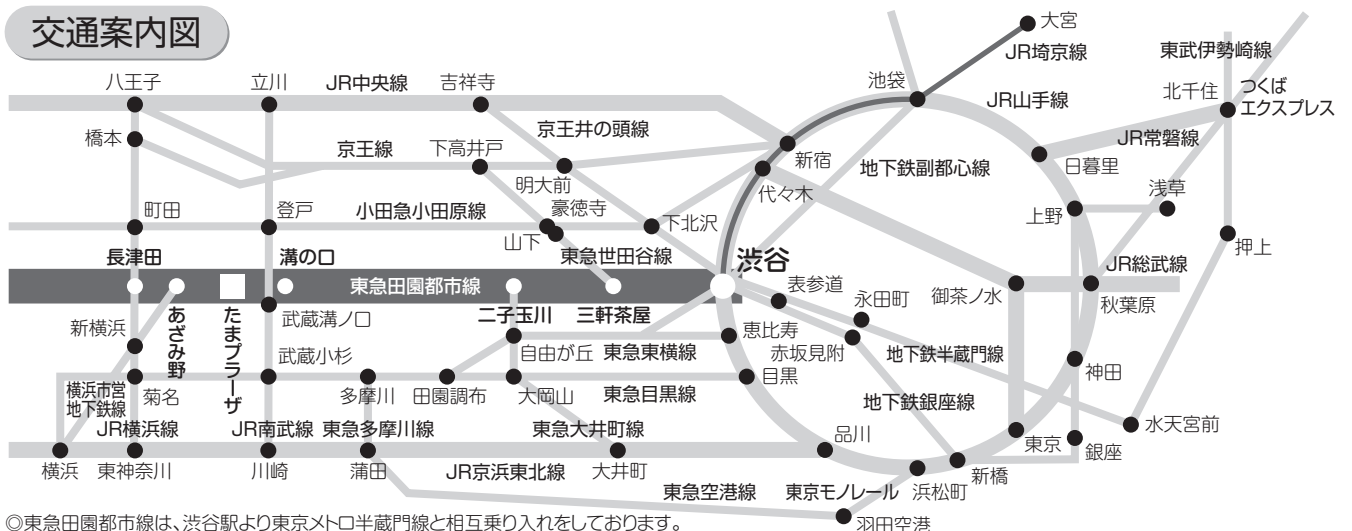 交通案内図
大宮
JR埼京線
東武伊勢崎線
八王子
立川
JR中央線
吉祥寺
池袋
JR山手線
北千住
つくば
エクスプレス
橋本
京王線
下高井戸
京王井の頭線
新宿
地下鉄副都心線
JR常磐線
日暮里
明大前
代々木
浅草
町田
登戸
小田急小田原線
豪徳寺
山下
下北沢
上野
押上
長津田
溝の口
東急世田谷線
渋谷
JR総武線
東急田園都市線
表参道
永田町
御茶ノ水
秋葉原
新横浜
あざみ野
たまプラーザ
武蔵溝ノ口
二子玉川
三軒茶屋
恵比寿
赤坂見附
地下鉄半蔵門線
自由が丘
東急東横線
武蔵小杉
目黒
神田
横浜市営
地下鉄線
菊名
多摩川
田園調布
大岡山
東急目黒線
地下鉄銀座線
水天宮前
JR横浜線
JR南武線
東急多摩川線
東急大井町線
品川
東京
銀座
横浜
東神奈川
川崎
蒲田
JR京浜東北線
大井町
新橋
東急空港線
東京モノレール
浜松町
羽田空港
◎東急田園都市線は、渋谷駅より東京メトロ半蔵門線と相互乗り入れをしております。